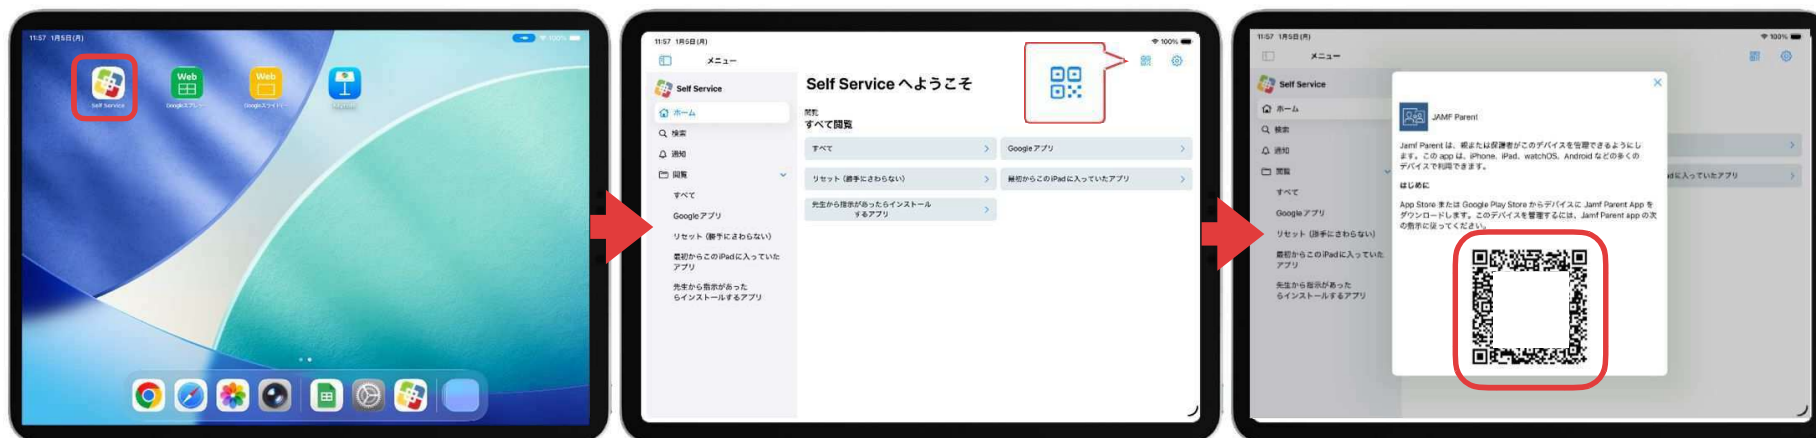 11:57 1月5日(月)
100%
Self Service
Web
Web
11:57 1月5日(月)
100%
メニュー
Self Service
ホーム
検索
通知
閲覧
すべて
Googleアプリ
リセット（勝手にさわらない）
最初からこのiPadに入っていた
アプリ
先生から指示があった
らインストールするアプリ
Self Service へようこそ
閲覧
すべて閲覧
すべて
Googleアプリ
リセット（勝手にさわらない）
最初からこのiPadに入っていたアプリ
先生から指示があったらインストール
するアプリ
11:57 1月5日(月)
100%
メニュー
Self Service
ホーム
検索
通知
閲覧
すべて
Googleアプリ
リセット（勝手にさわらない）
最初からこのiPadに入っていた
アプリ
先生から指示があった
らインストールするアプリ
JAMF Parent
Jamf Parent は、親または保護者がこのデバイスを管理できるようにし
ます。この app は、iPhone、iPad、watchOS、Android などの多くの
デバイスで利用できます。
はじめに
App Store または Google Play Store からデバイスに Jamf Parent App を
ダウンロードします。このデバイスを管理するには、Jamf Parent app の次
の指示に従ってください。
dに入っていたアプリ